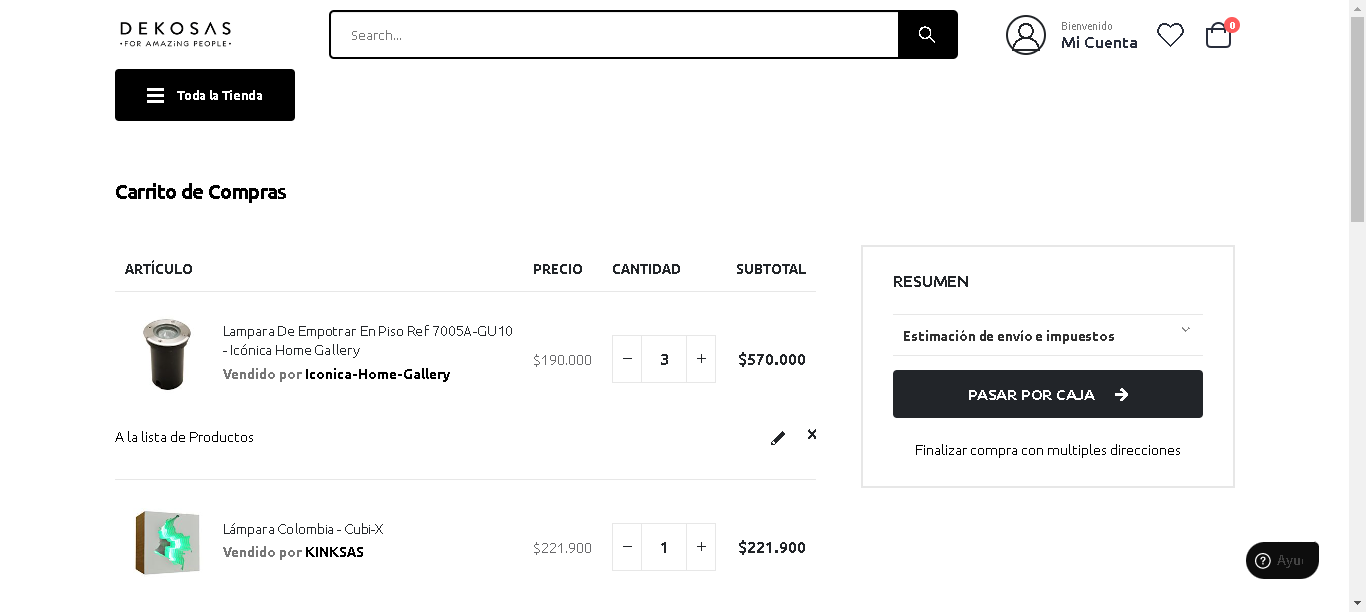 DEKOSAS
•FOR AMAZING PEOPLE•
Search...
Bienvenido
Mi Cuenta
0
Toda la Tienda
Carrito de Compras
ARTÍCULO PRECIO CANTIDAD SUBTOTAL
Lampara De Empotrar En Piso Ref 7005A-GU10
- Icónica Home Gallery
Vendido por Iconica-Home-Gallery
$190.000 − 3 + $570.000
A la lista de Productos
Lámpara Colombia - Cubi-X
Vendido por KINKSAS
$221.900 − 1 + $221.900
RESUMEN
Estimación de envío e impuestos
PASAR POR CAJA
Finalizar compra con multiples direcciones